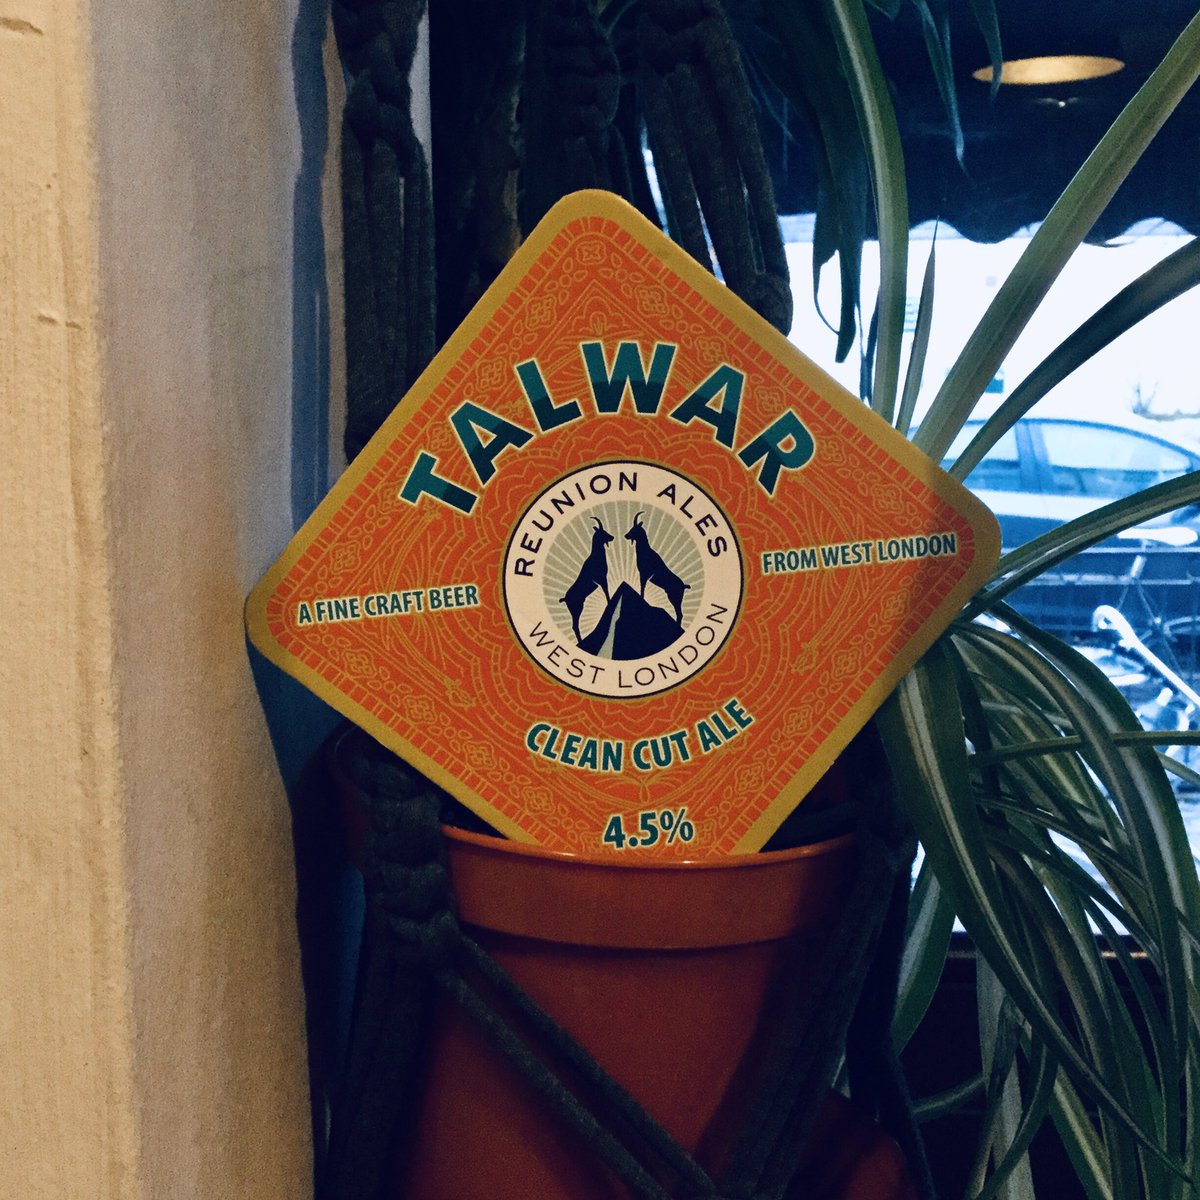 TALWAR
REUNION ALES
A FINE CRAFT BEER
FROM WEST LONDON
WEST LONDON
CLEAN CUT ALE
4.5%